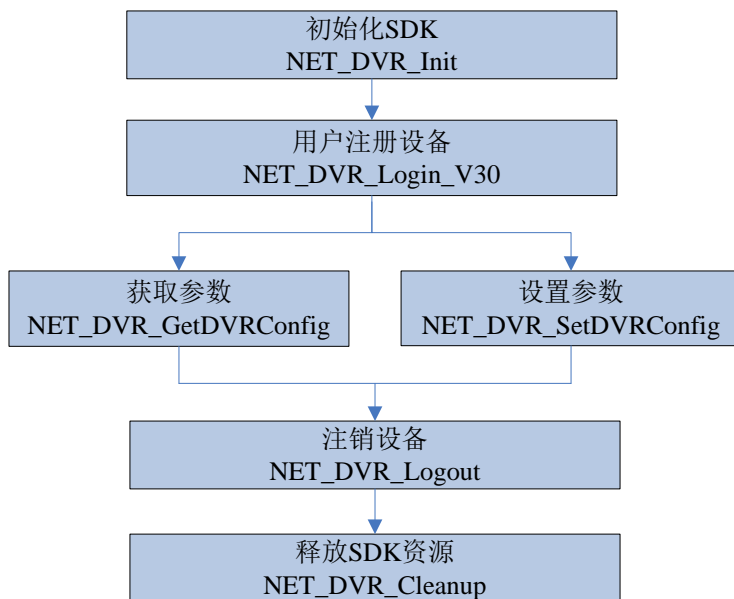 初始化SDK
NET_DVR_Init
用户注册设备
NET_DVR_Login_V30
获取参数
NET_DVR_GetDVRConfig
设置参数
NET_DVR_SetDVRConfig
注销设备
NET_DVR_Logout
释放SDK资源
NET_DVR_Cleanup